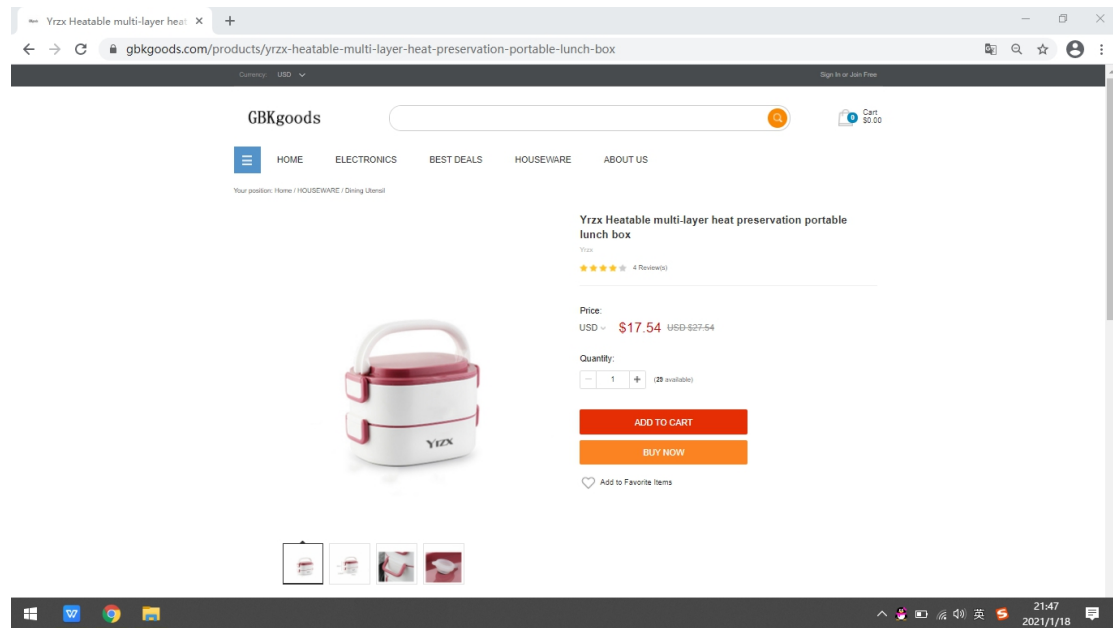 Yrzx Heatable multi-layer heat
gbkgoods.com/products/yrzx-heatable-multi-layer-heat-preservation-portable-lunch-box
Currency: USD
Sign In or Join Free
GBKgoods
0
Cart
$0.00
HOME ELECTRONICS BEST DEALS HOUSEWARE ABOUT US
Your position: Home / HOUSEWARE / Dining Utensil
Yrzx Heatable multi-layer heat preservation portable
lunch box
Yrzx
4 Review(s)
Price:
USD $17.54 USD $27.54
Quantity:
− 1 + (29 available)
ADD TO CART
BUY NOW
Add to Favorite Items
Yrzx
W
英
21:47
2021/1/18